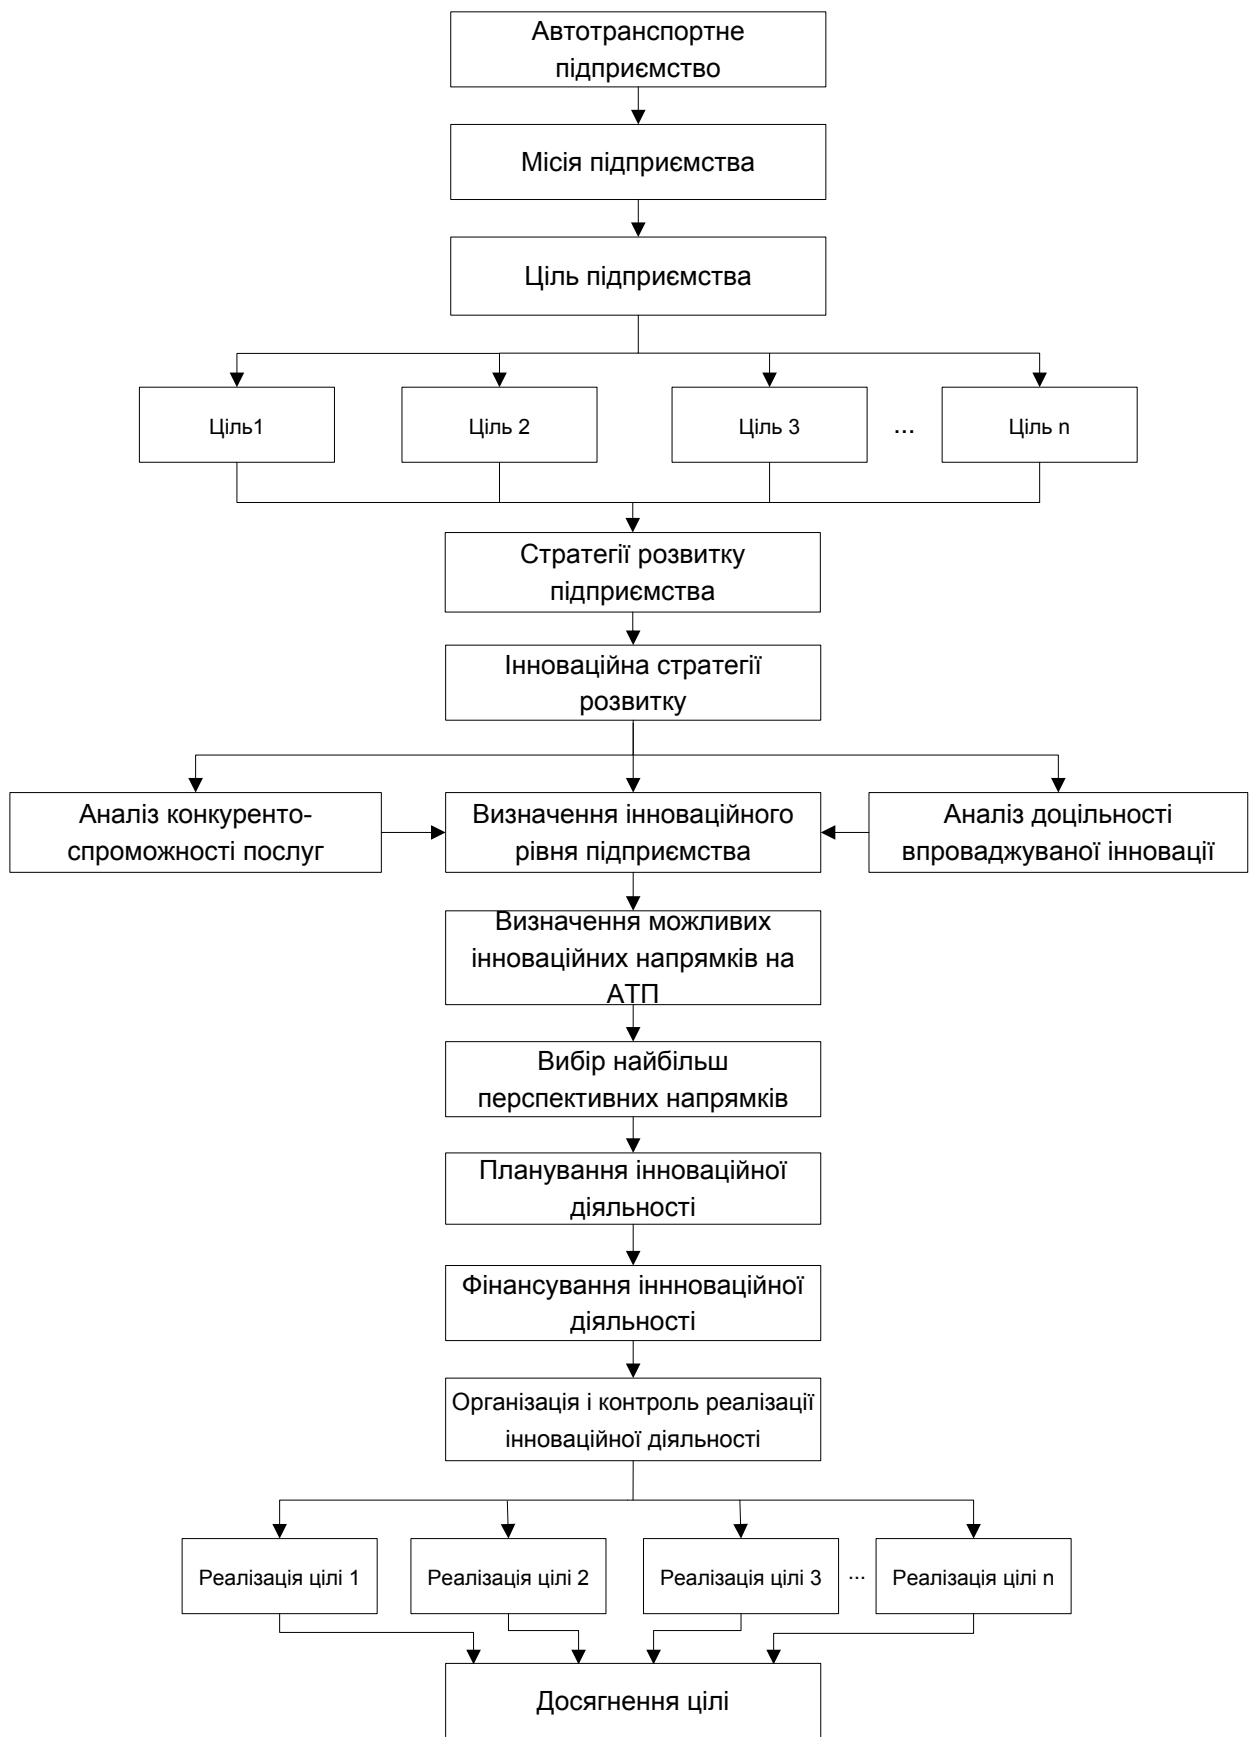 Автотранспортне
підприємство
Місія підприємства
Ціль підприємства
Ціль1
Ціль 2
Ціль 3
...
Ціль n
Стратегії розвитку
підприємства
Інноваційна стратегії
розвитку
Аналіз конкуренто-
спроможності послуг
Визначення інноваційного
рівня підприємства
Аналіз доцільності
впроваджуваної інновації
Визначення можливих
інноваційних напрямків на
АТП
Вибір найбільш
перспективних напрямків
Планування інноваційної
діяльності
Фінансування іннноваційної
діяльності
Організація і контроль реалізації
інноваційної діяльності
Реалізація цілі 1
Реалізація цілі 2
Реалізація цілі 3
...
Реалізація цілі n
Досягнення цілі